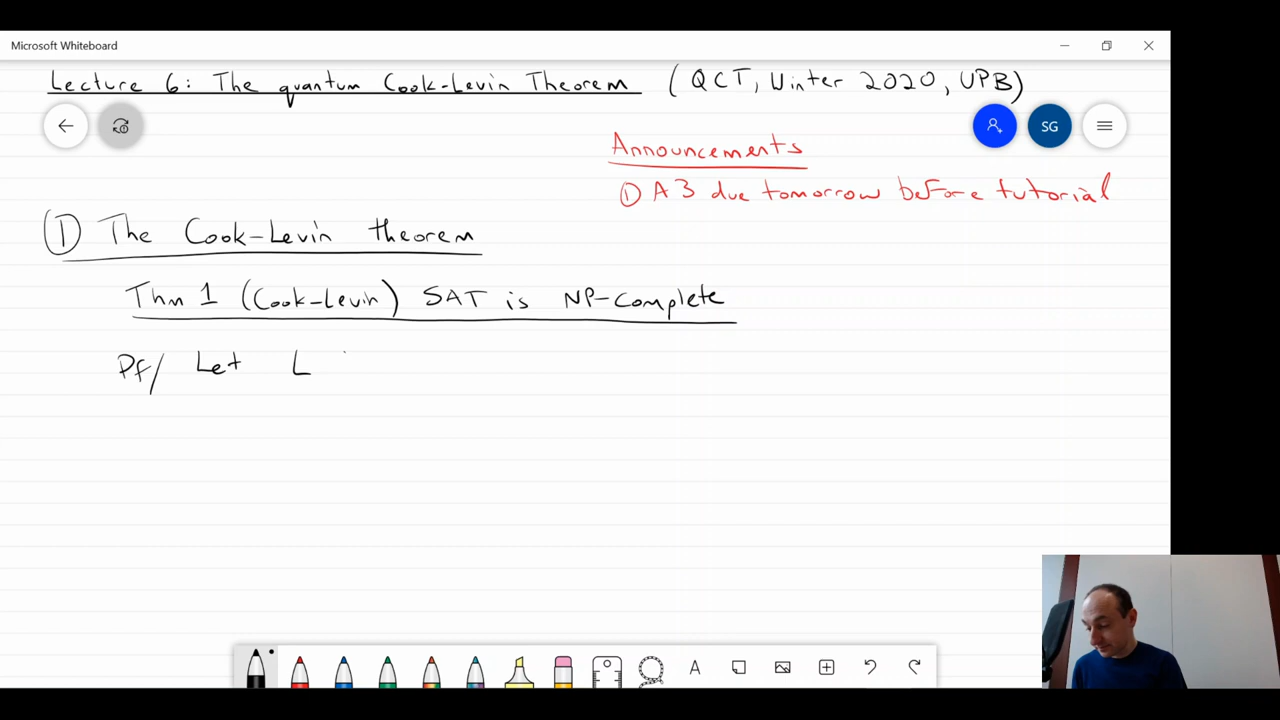 Microsoft Whiteboard
Lecture 6: The quantum Cook-Levin Theorem (QCT, Winter 2020, UPB)
SG
Announcements
① A3 due tomorrow before tutorial
① The Cook-Levin theorem
Thm 1 (Cook-Levin) SAT is NP-complete
Pf/ Let L
A